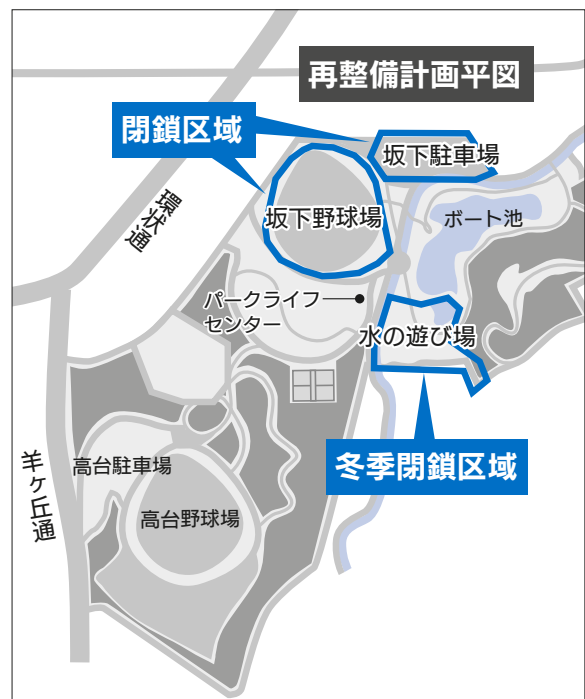 再整備計画平図
閉鎖区域
坂下駐車場
坂下野球場
ボート池
環状通
パークライフ
センター
水の遊び場
冬季閉鎖区域
高台駐車場
羊ヶ丘通
高台野球場